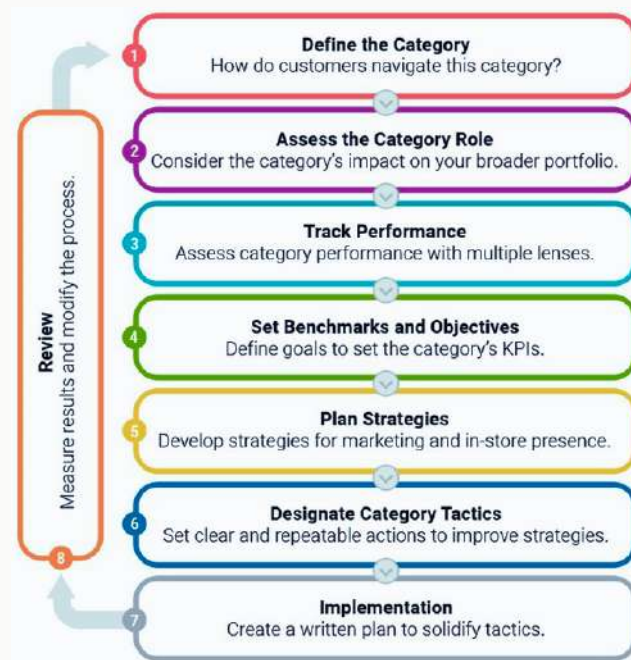 1
Define the Category
How do customers navigate this category?
2
Assess the Category Role
Consider the category's impact on your broader portfolio.
3
Track Performance
Assess category performance with multiple lenses.
4
Set Benchmarks and Objectives
Define goals to set the category's KPIs.
5
Plan Strategies
Develop strategies for marketing and in-store presence.
6
Designate Category Tactics
Set clear and repeatable actions to improve strategies.
7
Implementation
Create a written plan to solidify tactics.
8
Review
Measure results and modify the process.